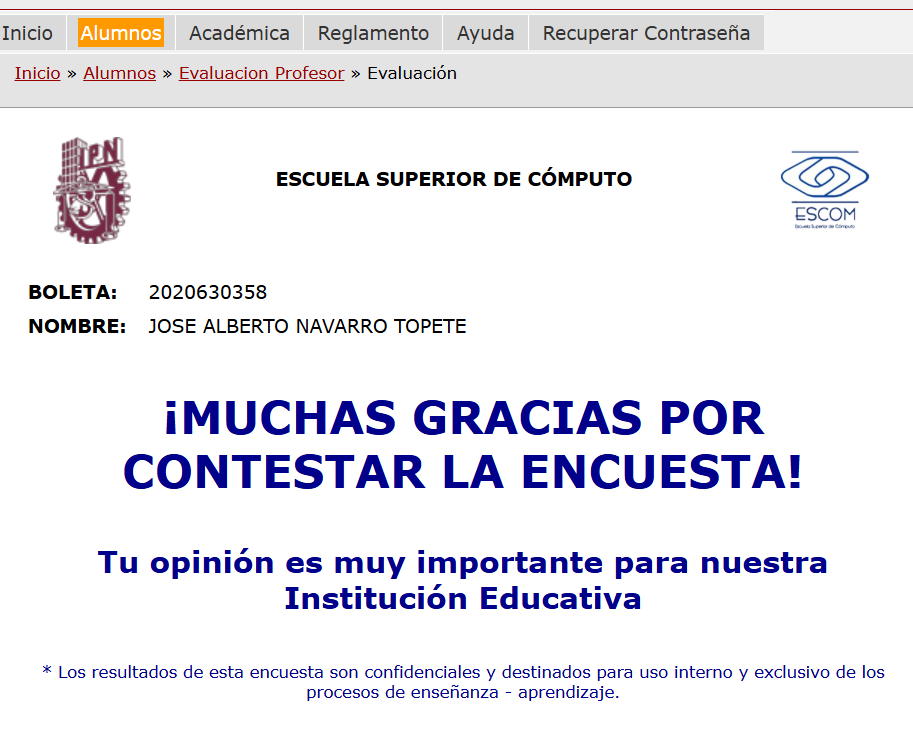 Inicio Alumnos Académica Reglamento Ayuda Recuperar Contraseña
Inicio » Alumnos » Evaluacion Profesor » Evaluación
IPN
ESCUELA SUPERIOR DE CÓMPUTO
ESCOM
Escuela Superior de Cómputo
BOLETA: 2020630358
NOMBRE: JOSE ALBERTO NAVARRO TOPETE
¡MUCHAS GRACIAS POR
CONTESTAR LA ENCUESTA!
Tu opinión es muy importante para nuestra
Institución Educativa
* Los resultados de esta encuesta son confidenciales y destinados para uso interno y exclusivo de los
procesos de enseñanza - aprendizaje.